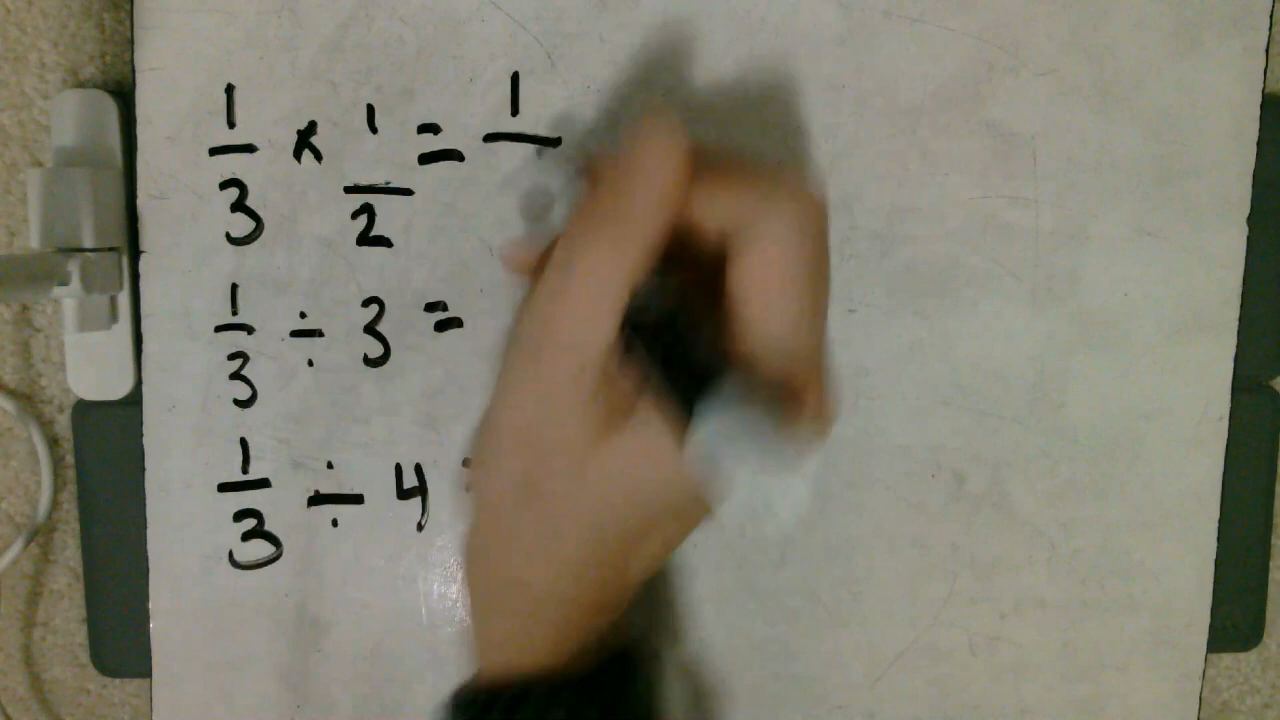 1/3 × 1/2 = 1/
1/3 ÷ 3 =
1/3 ÷ 4